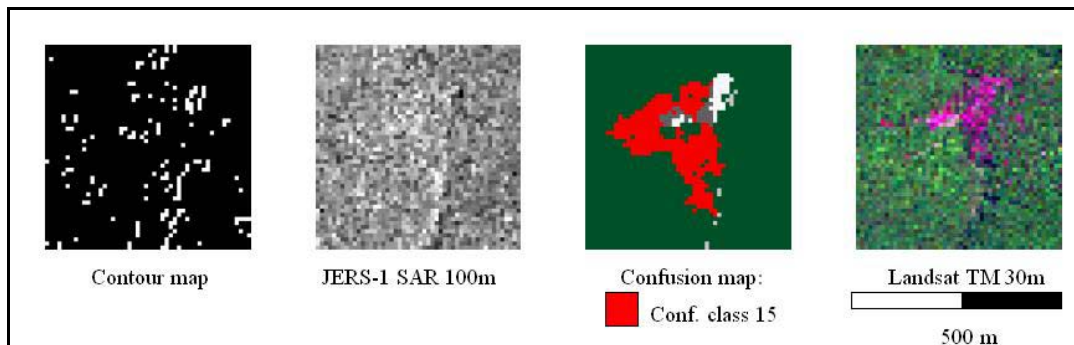 Contour map
JERS-1 SAR 100m
Confusion map:
Conf. class 15
Landsat TM 30m
500 m